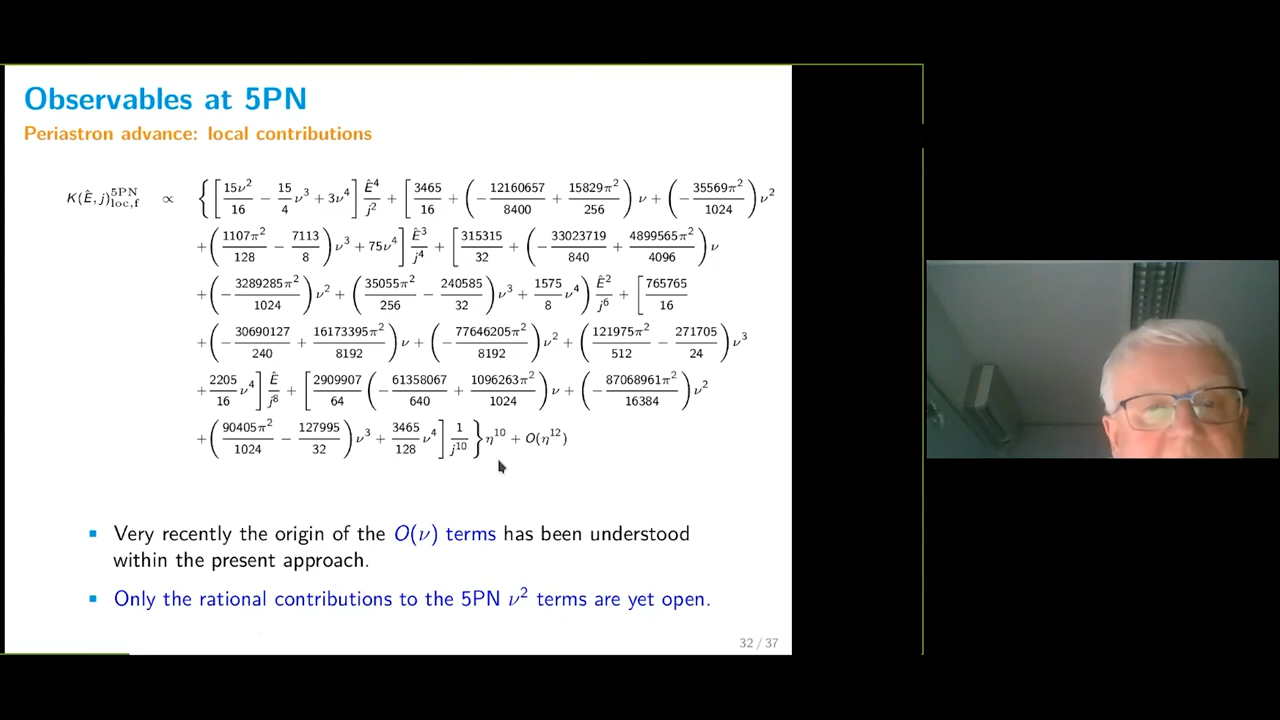 Observables at 5PN
Periastron advance: local contributions
K(Ê, j)^{5PN}_{loc,f} ∝ { [ 15ν²/16 − 15/4 ν³ + 3ν⁴ ] Ê⁴/j² + [ 3465/16 + ( − 12160657/8400 + 15829π²/256 ) ν + ( − 35569π²/1024 ) ν²
+ ( 1107π²/128 − 7113/8 ) ν³ + 75ν⁴ ] Ê³/j⁴ + [ 315315/32 + ( − 33023719/840 + 4899565π²/4096 ) ν
+ ( − 3289285π²/1024 ) ν² + ( 35055π²/256 − 240585/32 ) ν³ + 1575/8 ν⁴ ) Ê²/j⁶ + [ 765765/16
+ ( − 30690127/240 + 16173395π²/8192 ) ν + ( − 77646205π²/8192 ) ν² + ( 121975π²/512 − 271705/24 ) ν³
+ 2205/16 ν⁴ ] Ê/j⁸ + [ 2909907/64 ( − 61358067/640 + 1096263π²/1024 ) ν + ( − 87068961π²/16384 ) ν²
+ ( 90405π²/1024 − 127995/32 ) ν³ + 3465/128 ν⁴ ] 1/j¹⁰ } η¹⁰ + O(η¹²)
▪ Very recently the origin of the O(ν) terms has been understood
within the present approach.
▪ Only the rational contributions to the 5PN ν² terms are yet open.
32 / 37